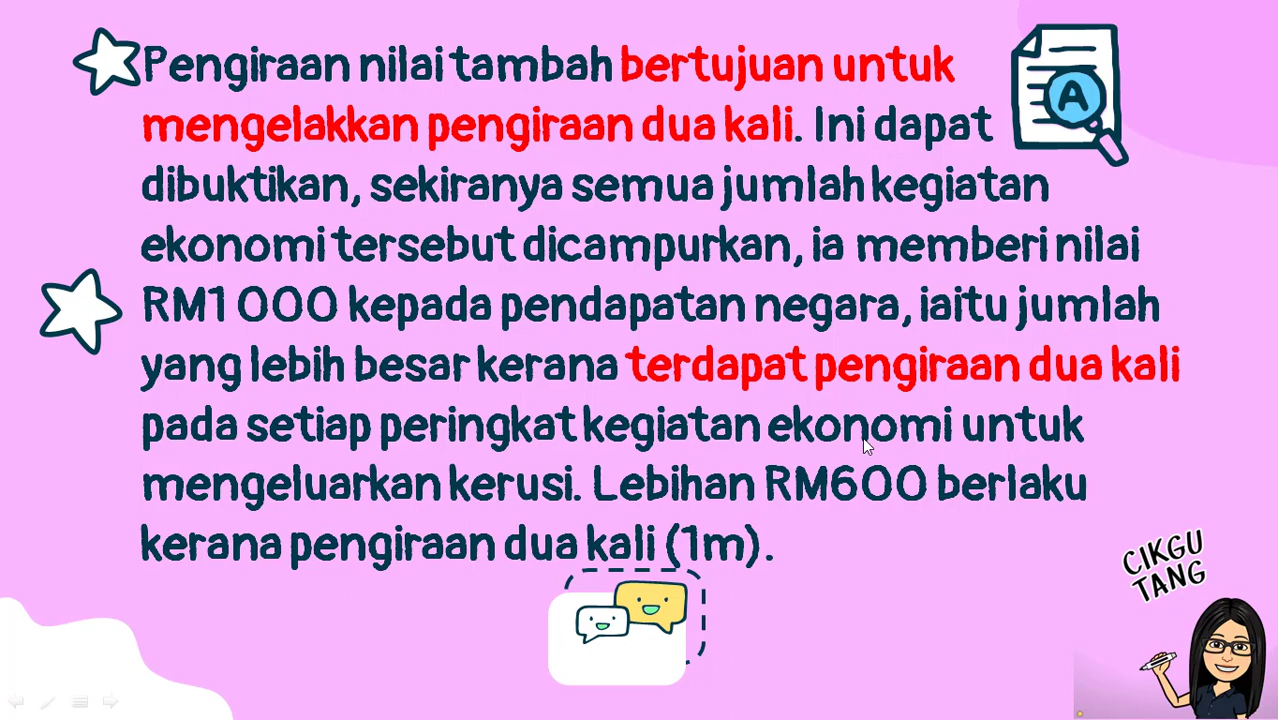 Pengiraan nilai tambah bertujuan untuk
mengelakkan pengiraan dua kali. Ini dapat
dibuktikan, sekiranya semua jumlah kegiatan
ekonomi tersebut dicampurkan, ia memberi nilai
RM1 000 kepada pendapatan negara, iaitu jumlah
yang lebih besar kerana terdapat pengiraan dua kali
pada setiap peringkat kegiatan ekonomi untuk
mengeluarkan kerusi. Lebihan RM600 berlaku
kerana pengiraan dua kali (1m).
A
CIKGU
TANG